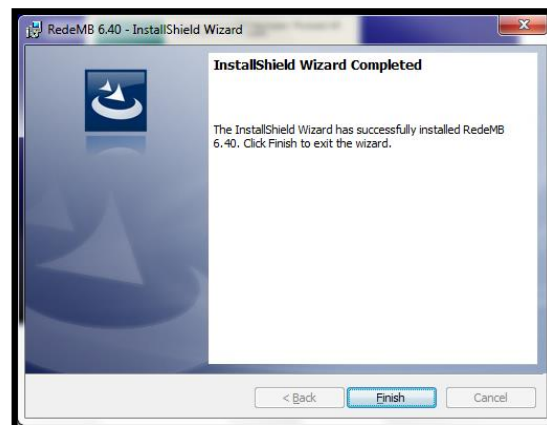 RedeMB 6.40 - InstallShield Wizard
InstallShield Wizard Completed
The InstallShield Wizard has successfully installed RedeMB
6.40. Click Finish to exit the wizard.
< Back
Finish
Cancel